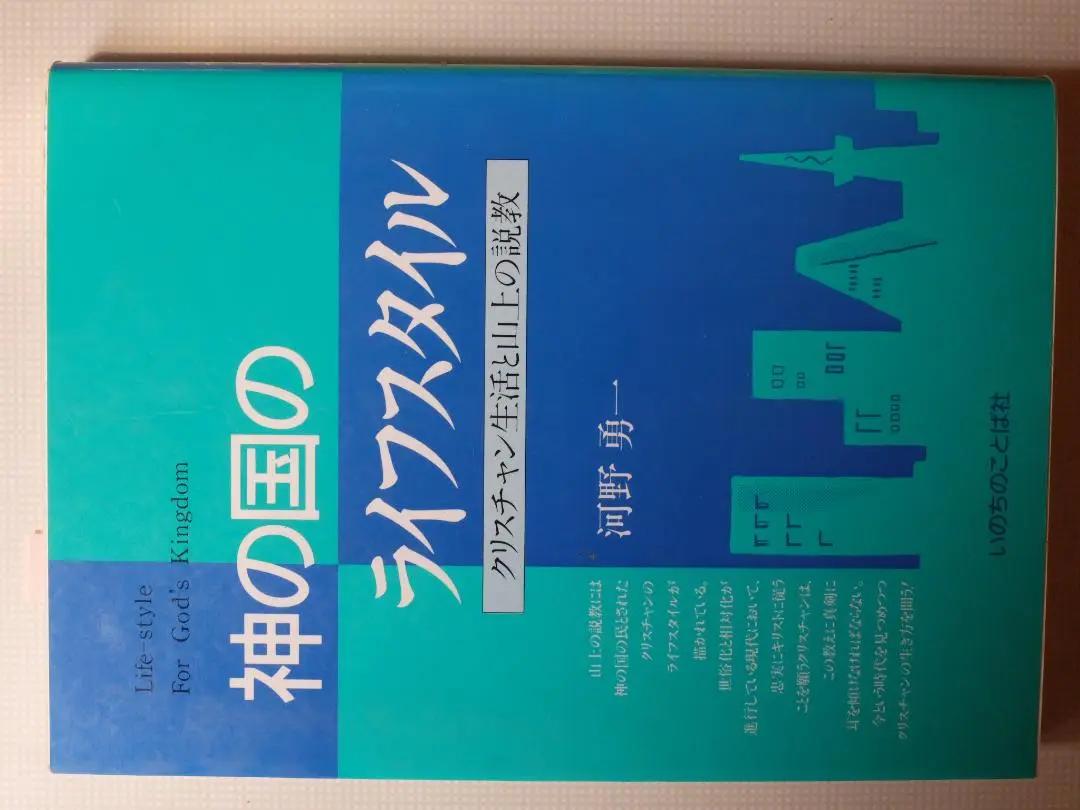 Life-style
For God's Kingdom
神の国の
ライフスタイル
クリスチャン生活と山上の説教
河野 勇一
山上の説教には
神の国の民とされた
クリスチャンの
ライフスタイルが
描かれている。
世俗化と相対化が
進行している現代において、
忠実にキリストに従う
ことを願うクリスチャンは、
この教えに真剣に
耳を傾けなければならない。
今という時代を見つめつつ
クリスチャンの生き方を問う!
いのちのことば社